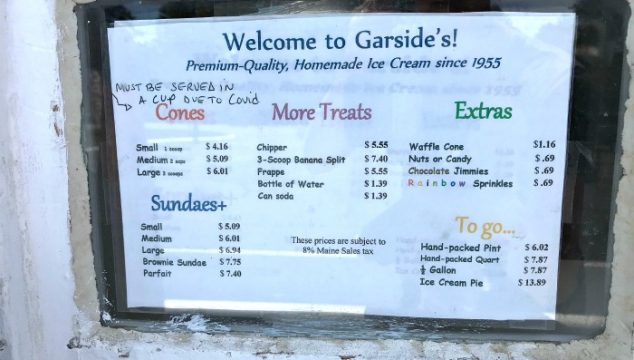 Welcome to Garside's!
Premium-Quality, Homemade Ice Cream since 1955
MUST BE SERVED IN
A CUP DUE TO COVID
Cones
Small 1 scoop $ 4.16
Medium 2 scoops $ 5.09
Large 3 scoops $ 6.01
Sundaes+
Small $ 5.09
Medium $ 6.01
Large $ 6.94
Brownie Sundae $ 7.75
Parfait $ 7.40
More Treats
Chipper $ 5.55
3-Scoop Banana Split $ 7.40
Frappe $ 5.55
Bottle of Water $ 1.39
Can soda $ 1.39
These prices are subject to
8% Maine Sales tax
Extras
Waffle Cone $1.16
Nuts or Candy $ .69
Chocolate Jimmies $ .69
Rainbow Sprinkles $ .69
To go...
Hand-packed Pint $ 6.02
Hand-packed Quart $ 7.87
½ Gallon $ 7.87
Ice Cream Pie $ 13.89